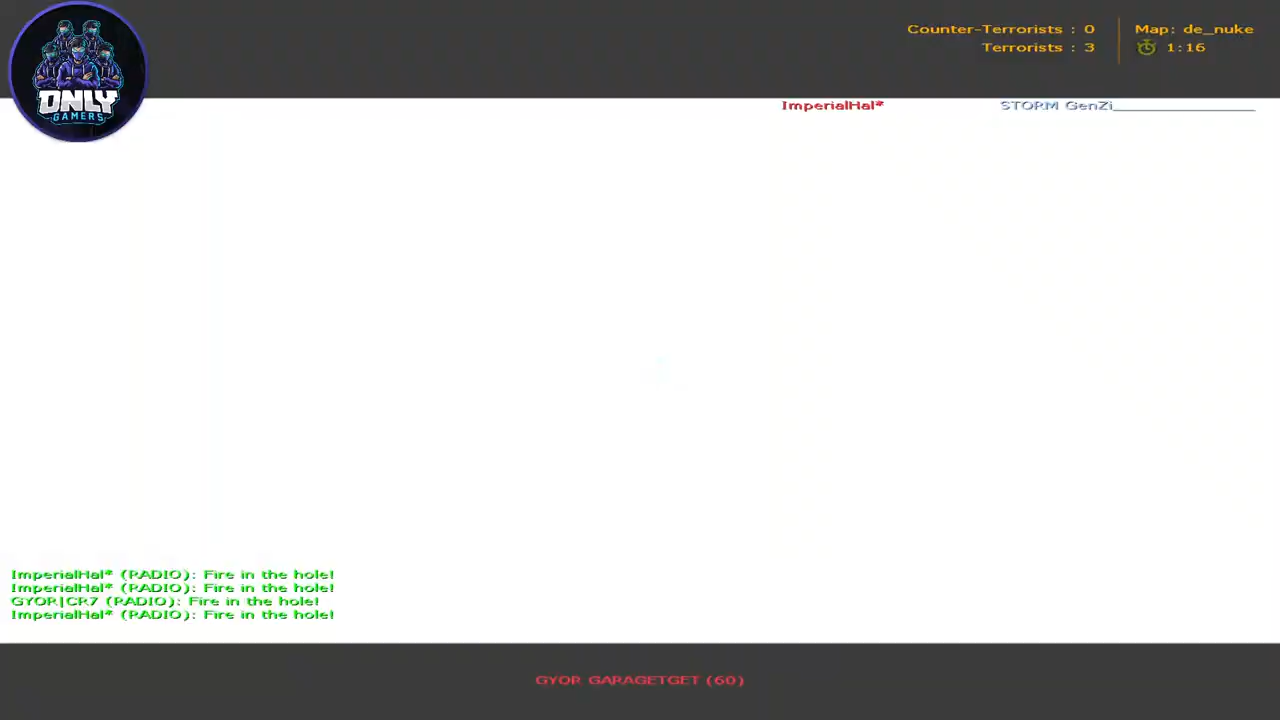 ONLY
GAMERS
Counter-Terrorists : 0
Terrorists : 3
Map: de_nuke
1:16
ImperialHal*
STORM GenZi_______________
ImperialHal* (RADIO): Fire in the hole!
ImperialHal* (RADIO): Fire in the hole!
GYOR|CR7 (RADIO): Fire in the hole!
ImperialHal* (RADIO): Fire in the hole!
GYOR GARAGETGET (60)